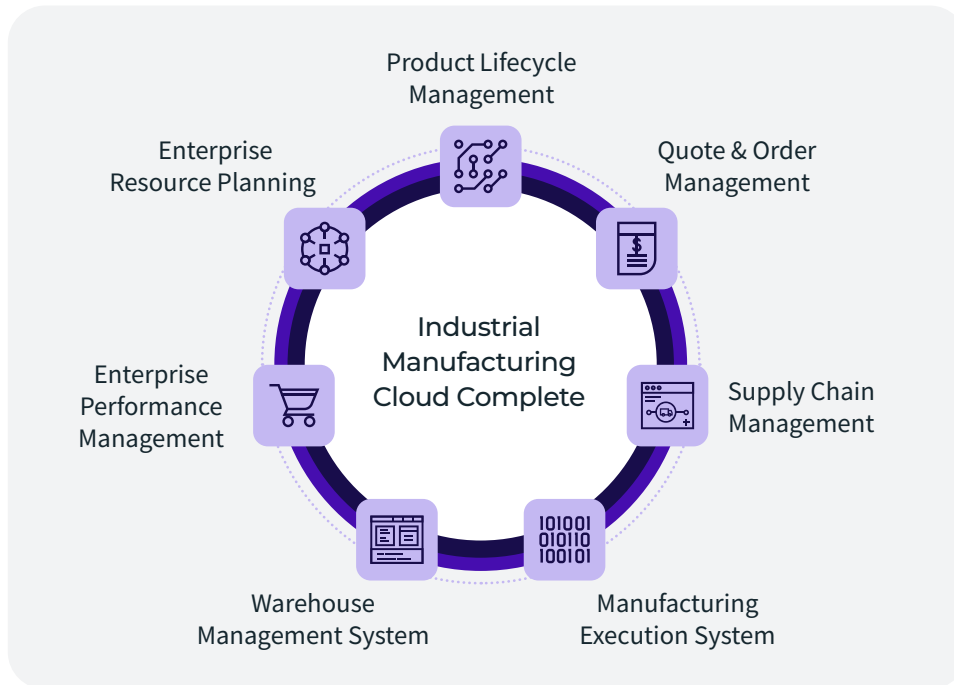 Product Lifecycle
Management
Enterprise
Resource Planning
Quote & Order
Management
$
Industrial
Manufacturing
Cloud Complete
Enterprise
Performance
Management
Supply Chain
Management
101001
010110
100101
Warehouse
Management System
Manufacturing
Execution System